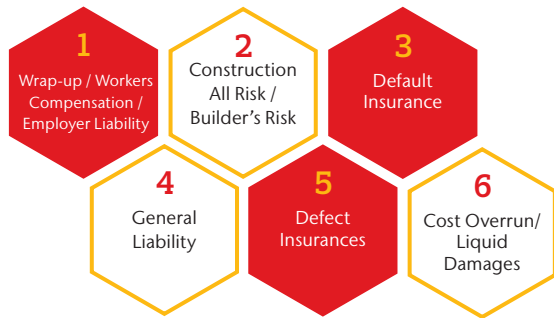 1
Wrap-up / Workers
Compensation /
Employer Liability
2
Construction
All Risk /
Builder's Risk
3
Default
Insurance
4
General
Liability
5
Defect
Insurances
6
Cost Overrun/
Liquid
Damages